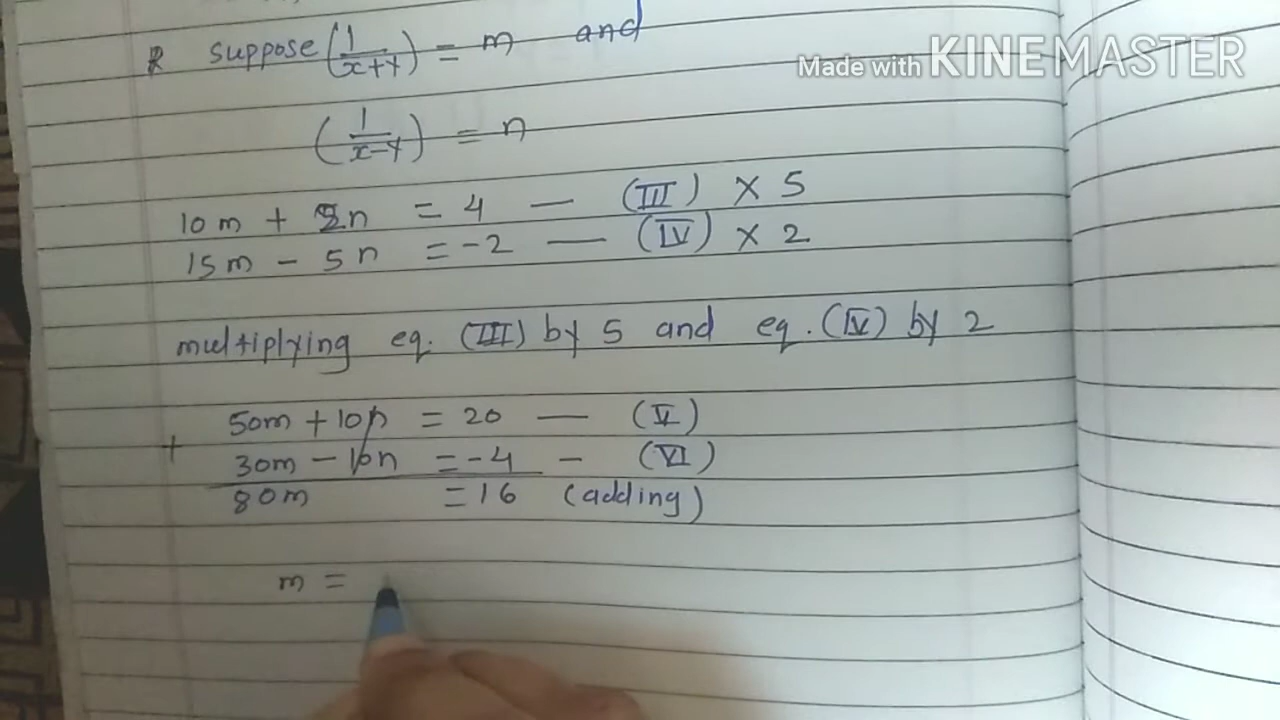 suppose (1/x+y) = m and
Made with KINEMASTER
(1/x-y) = n
10m + 2n = 4 — (III) × 5
15m - 5n = -2 — (IV) × 2
multiplying eq. (III) by 5 and eq. (IV) by 2
50m + 10n = 20 — (V)
+ 30m - 10n = -4 - (VI)
80m = 16 (adding)
m =